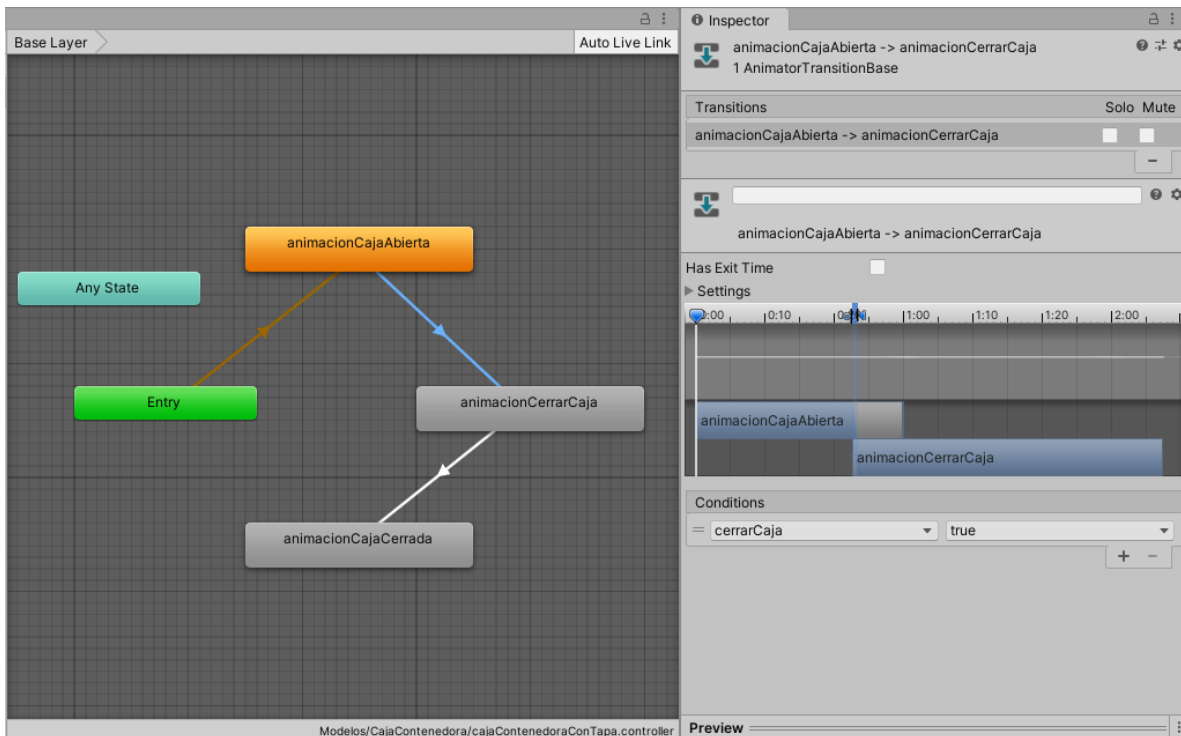 Base Layer
Auto Live Link
animacionCajaAbierta
Any State
Entry
animacionCerrarCaja
animacionCajaCerrada
Modelos/CajaContenedora/cajaContenedoraConTapa.controller
Inspector
animacionCajaAbierta -> animacionCerrarCaja
1 AnimatorTransitionBase
Transitions Solo Mute
animacionCajaAbierta -> animacionCerrarCaja
animacionCajaAbierta -> animacionCerrarCaja
Has Exit Time
Settings
0:10 1:00 1:10 1:20 2:00
animacionCajaAbierta
animacionCerrarCaja
Conditions
cerrarCaja true
Preview